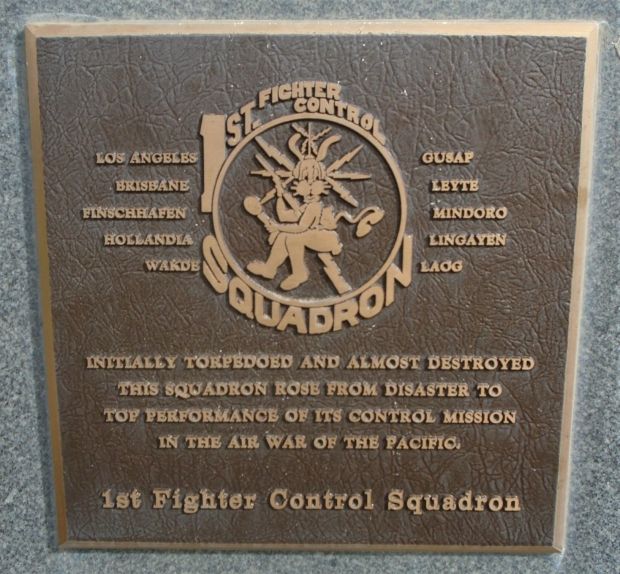 1ST. FIGHTER
CONTROL
SQUADRON
LOS ANGELES
BRISBANE
FINSCHHAFEN
HOLLANDIA
WAKDE
GUSAP
LEYTE
MINDORO
LINGAYEN
LAOG
INITIALLY TORPEDOED AND ALMOST DESTROYED
THIS SQUADRON ROSE FROM DISASTER TO
TOP PERFORMANCE OF ITS CONTROL MISSION
IN THE AIR WAR OF THE PACIFIC.
1st Fighter Control Squadron